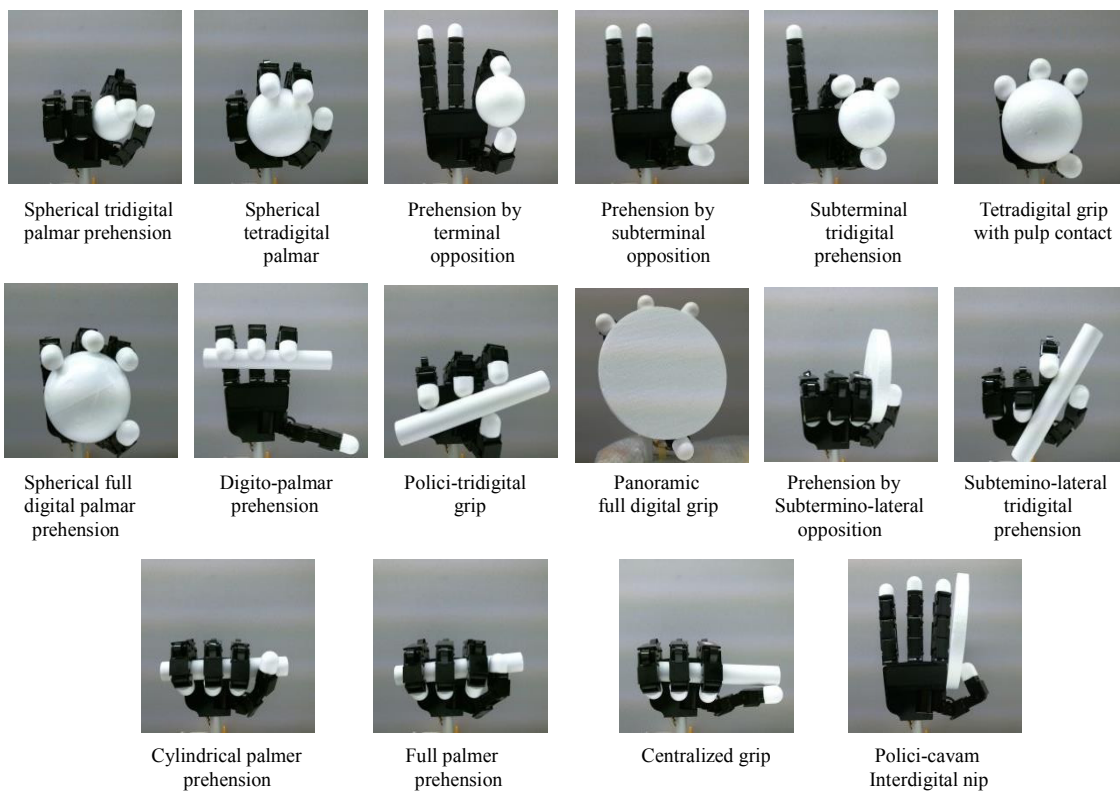 Spherical tridigital
palmar prehension
Spherical
tetradigital
palmar
Prehension by
terminal
opposition
Prehension by
subterminal
opposition
Subterminal
tridigital
prehension
Tetradigital grip
with pulp contact
Spherical full
digital palmar
prehension
Digito-palmar
prehension
Polici-tridigital
grip
Panoramic
full digital grip
Prehension by
Subtermino-lateral
opposition
Subtemino-lateral
tridigital
prehension
Cylindrical palmer
prehension
Full palmer
prehension
Centralized grip
Polici-cavam
Interdigital nip